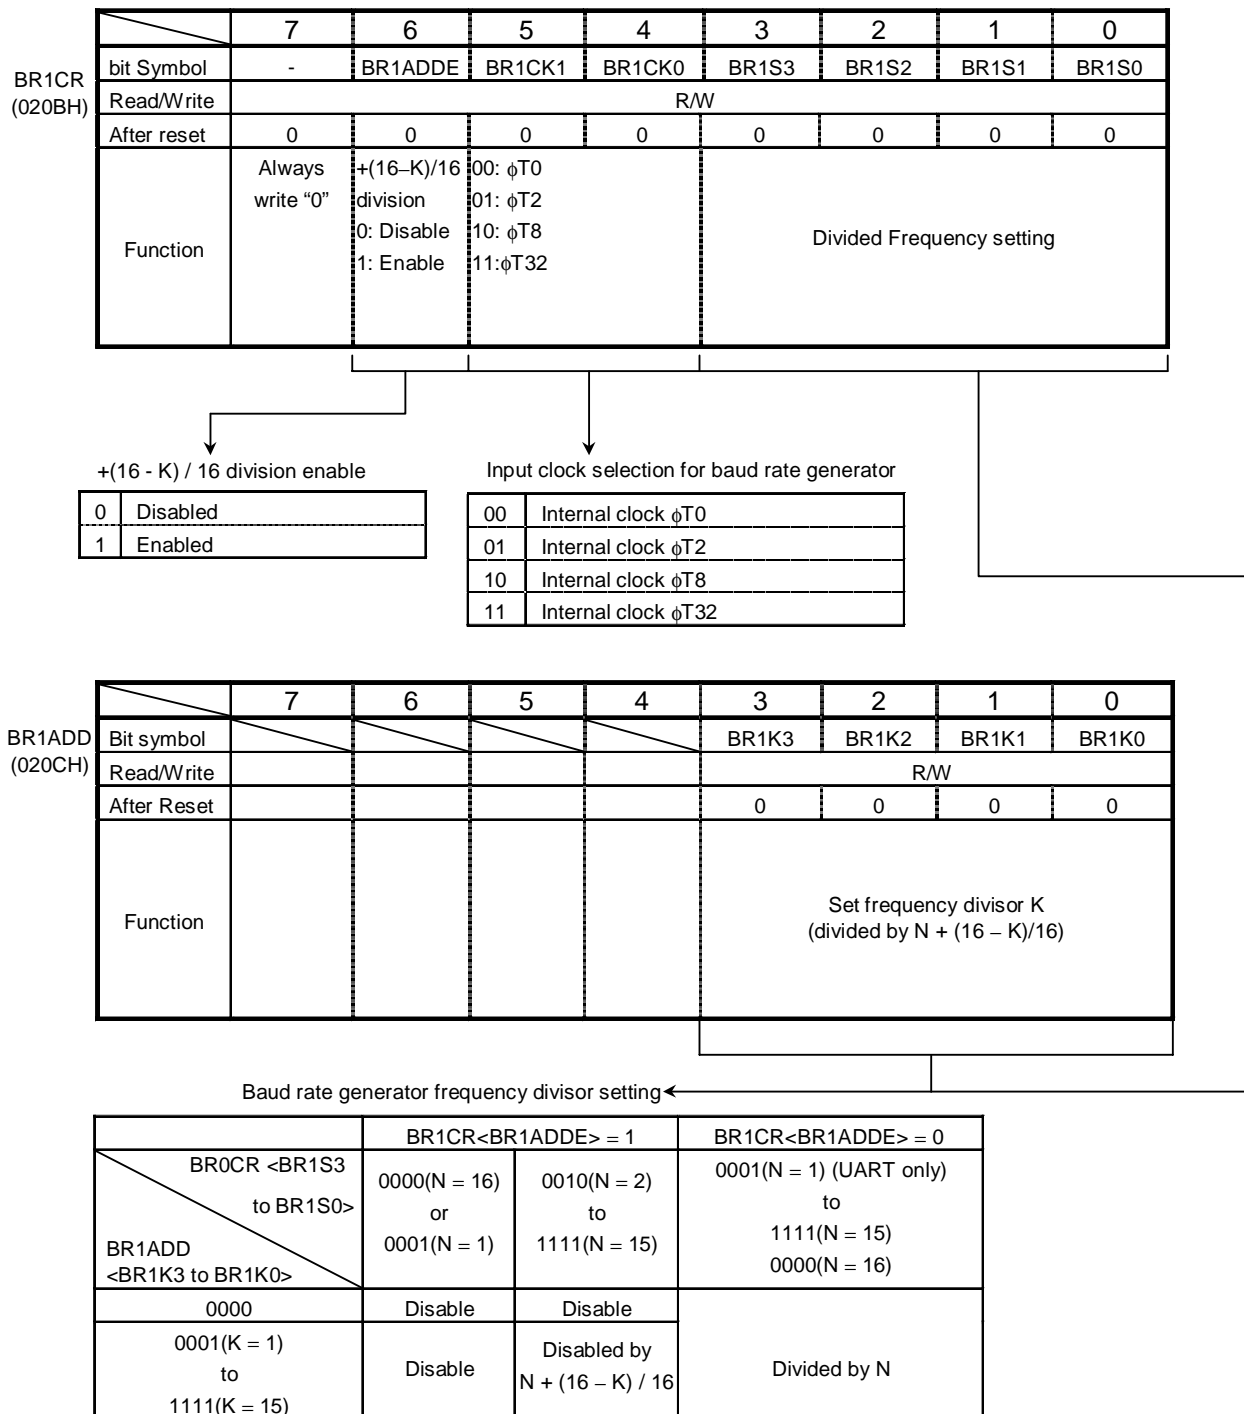 7 6 5 4 3 2 1 0
BR1CR
(020BH)
bit Symbol - BR1ADDE BR1CK1 BR1CK0 BR1S3 BR1S2 BR1S1 BR1S0
Read/Write R/W
After reset 0 0 0 0 0 0 0 0
Function
Always
write “0”
+(16–K)/16
division
0: Disable
1: Enable
00: ϕT0
01: ϕT2
10: ϕT8
11:ϕT32
Divided Frequency setting
+(16 - K) / 16 division enable
0 Disabled
1 Enabled
Input clock selection for baud rate generator
00 Internal clock ϕT0
01 Internal clock ϕT2
10 Internal clock ϕT8
11 Internal clock ϕT32
7 6 5 4 3 2 1 0
BR1ADD
(020CH)
Bit symbol BR1K3 BR1K2 BR1K1 BR1K0
Read/Write R/W
After Reset 0 0 0 0
Function
Set frequency divisor K
(divided by N + (16 – K)/16)
Baud rate generator frequency divisor setting
BR1CR<BR1ADDE> = 1 BR1CR<BR1ADDE> = 0
BR0CR <BR1S3
to BR1S0>
BR1ADD
<BR1K3 to BR1K0>
0000(N = 16)
or
0001(N = 1)
0010(N = 2)
to
1111(N = 15)
0001(N = 1) (UART only)
to
1111(N = 15)
0000(N = 16)
0000 Disable Disable
0001(K = 1)
to
1111(K = 15)
Disable
Disabled by
N + (16 – K) / 16
Divided by N